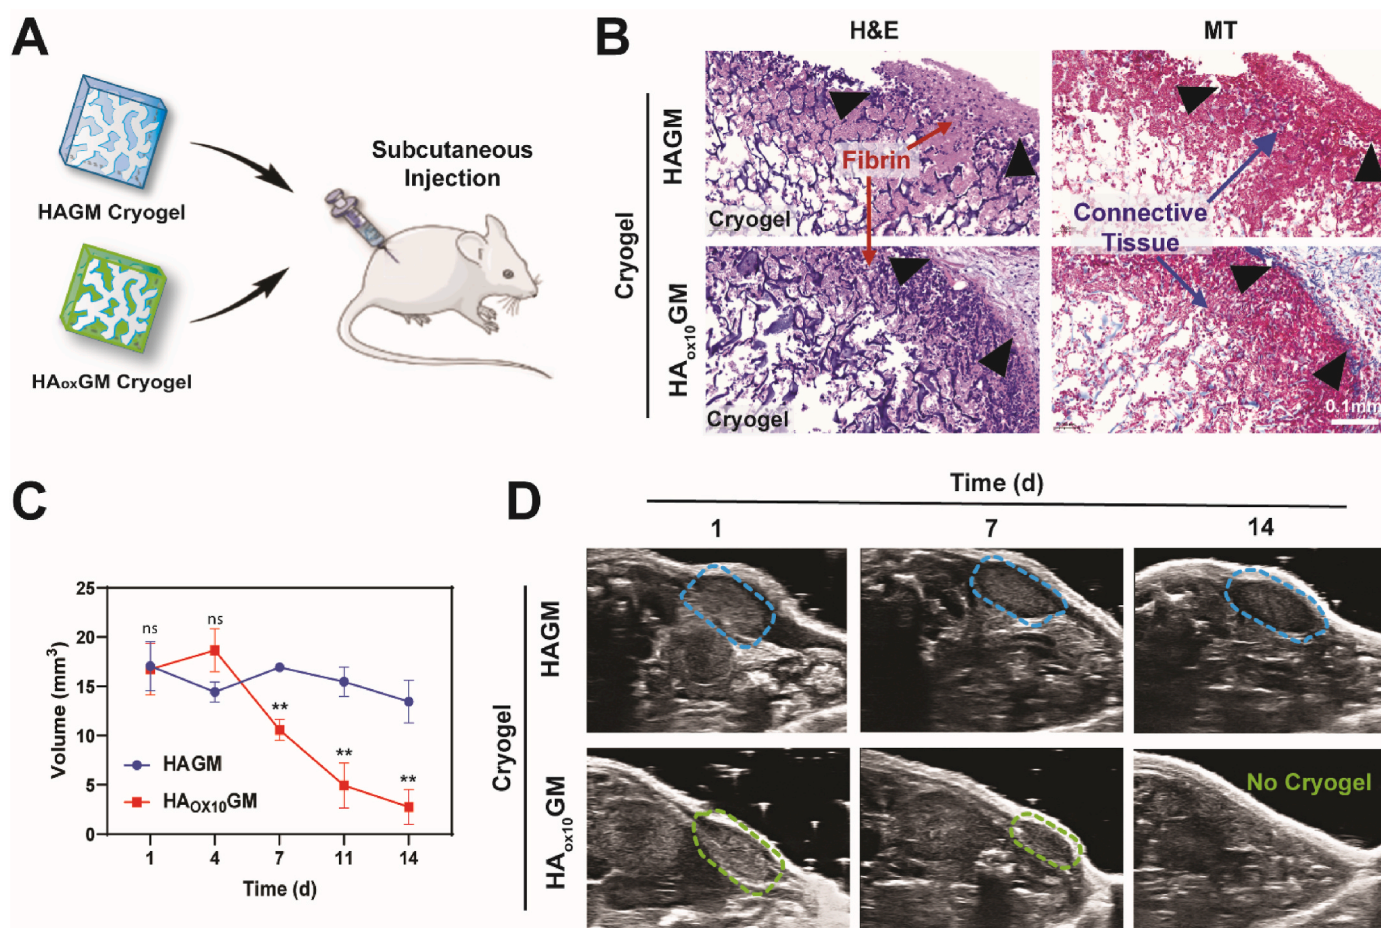 A
HAGM Cryogel
HAoxGM Cryogel
Subcutaneous
Injection
B
H&E
MT
Cryogel
HAGM
HAox10GM
Fibrin
Cryogel
Cryogel
Connective
Tissue
0.1mm
C
Volume (mm³)
25
20
15
10
5
0
ns
ns
**
**
**
HAGM
HAOX10GM
1 4 7 11 14
Time (d)
D
Time (d)
1 7 14
Cryogel
HAGM
HAox10GM
No Cryogel